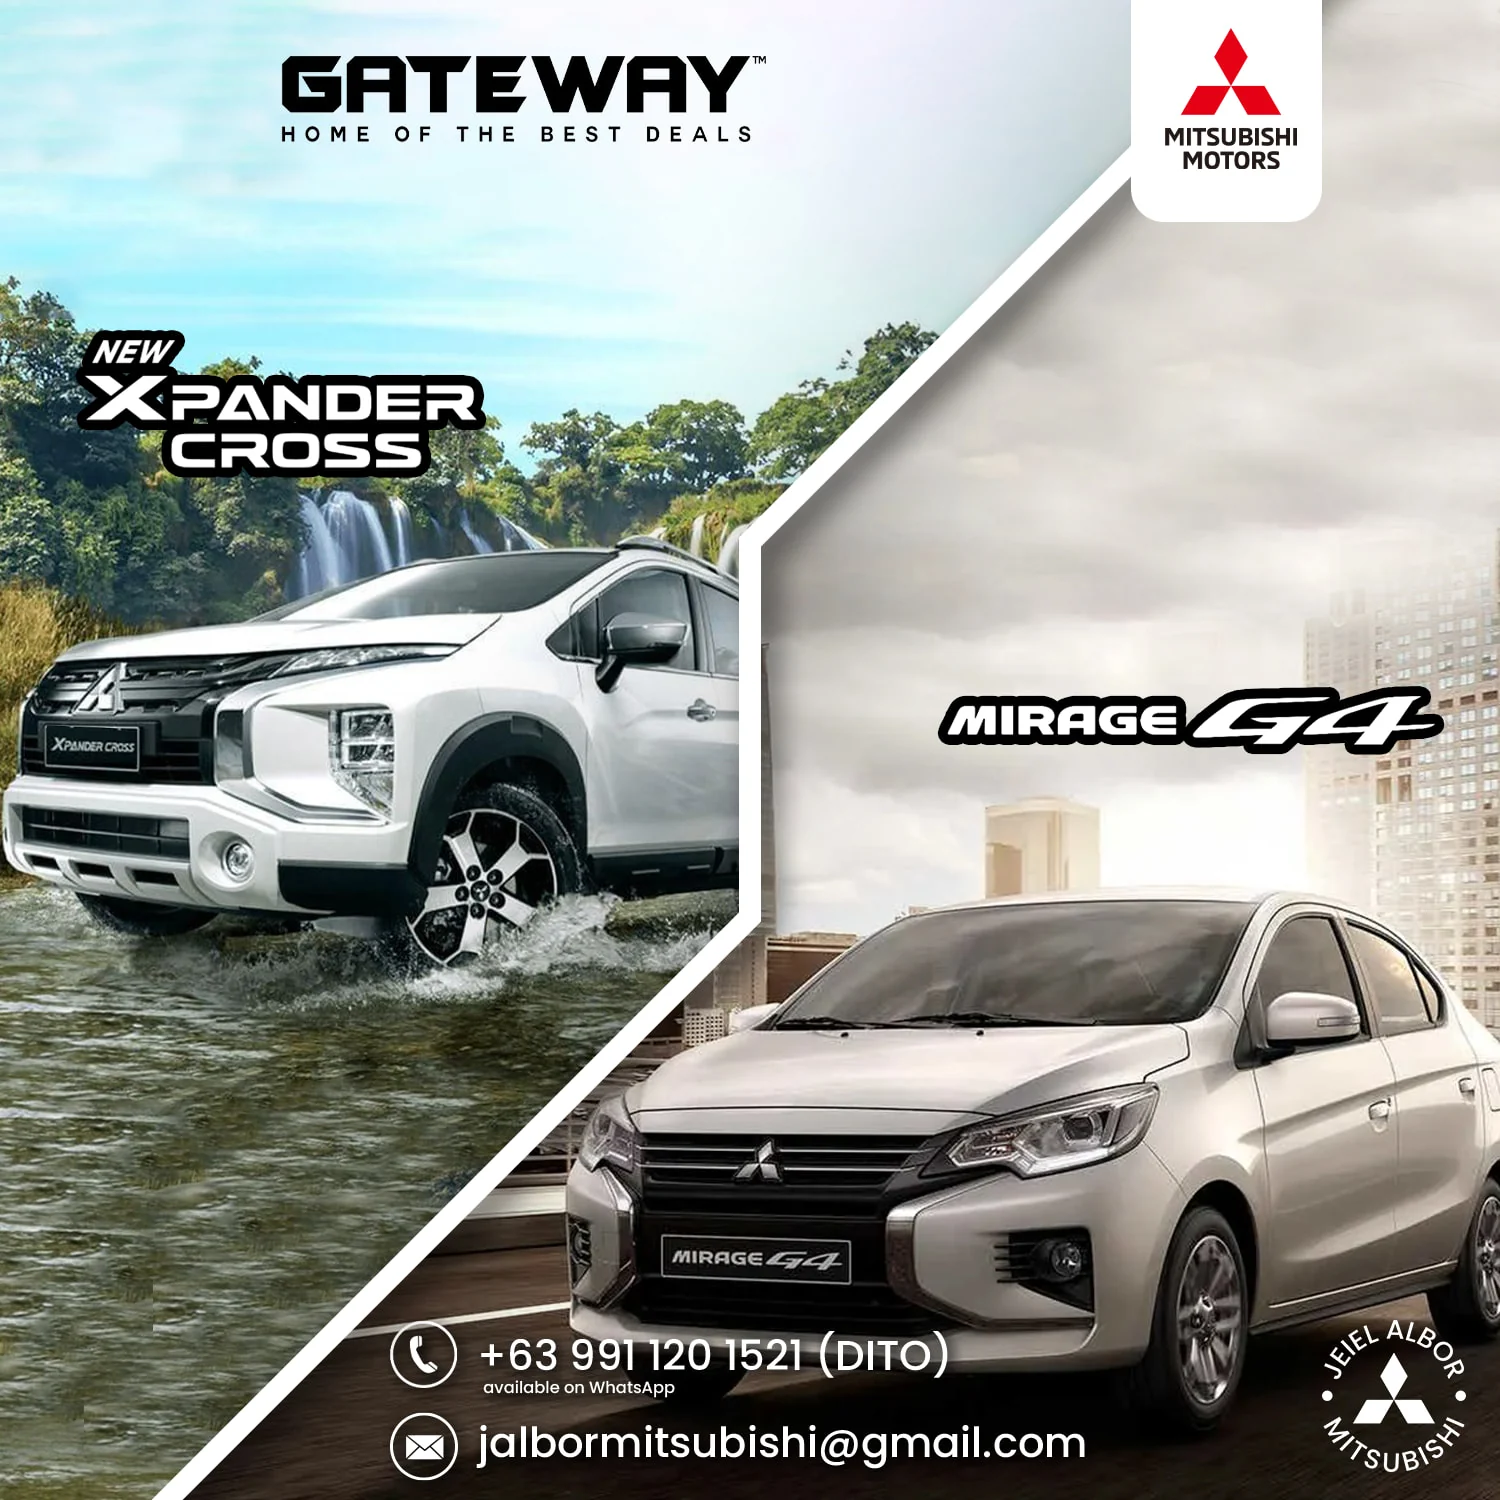 GATEWAY™
HOME OF THE BEST DEALS
MITSUBISHI
MOTORS
NEW
XPANDER
CROSS
XPANDER CROSS
MIRAGE G4
MIRAGE G4
+63 991 120 1521 (DITO)
available on WhatsApp
jalbormitsubishi@gmail.com
• JEIEL ALBOR •
MITSUBISHI